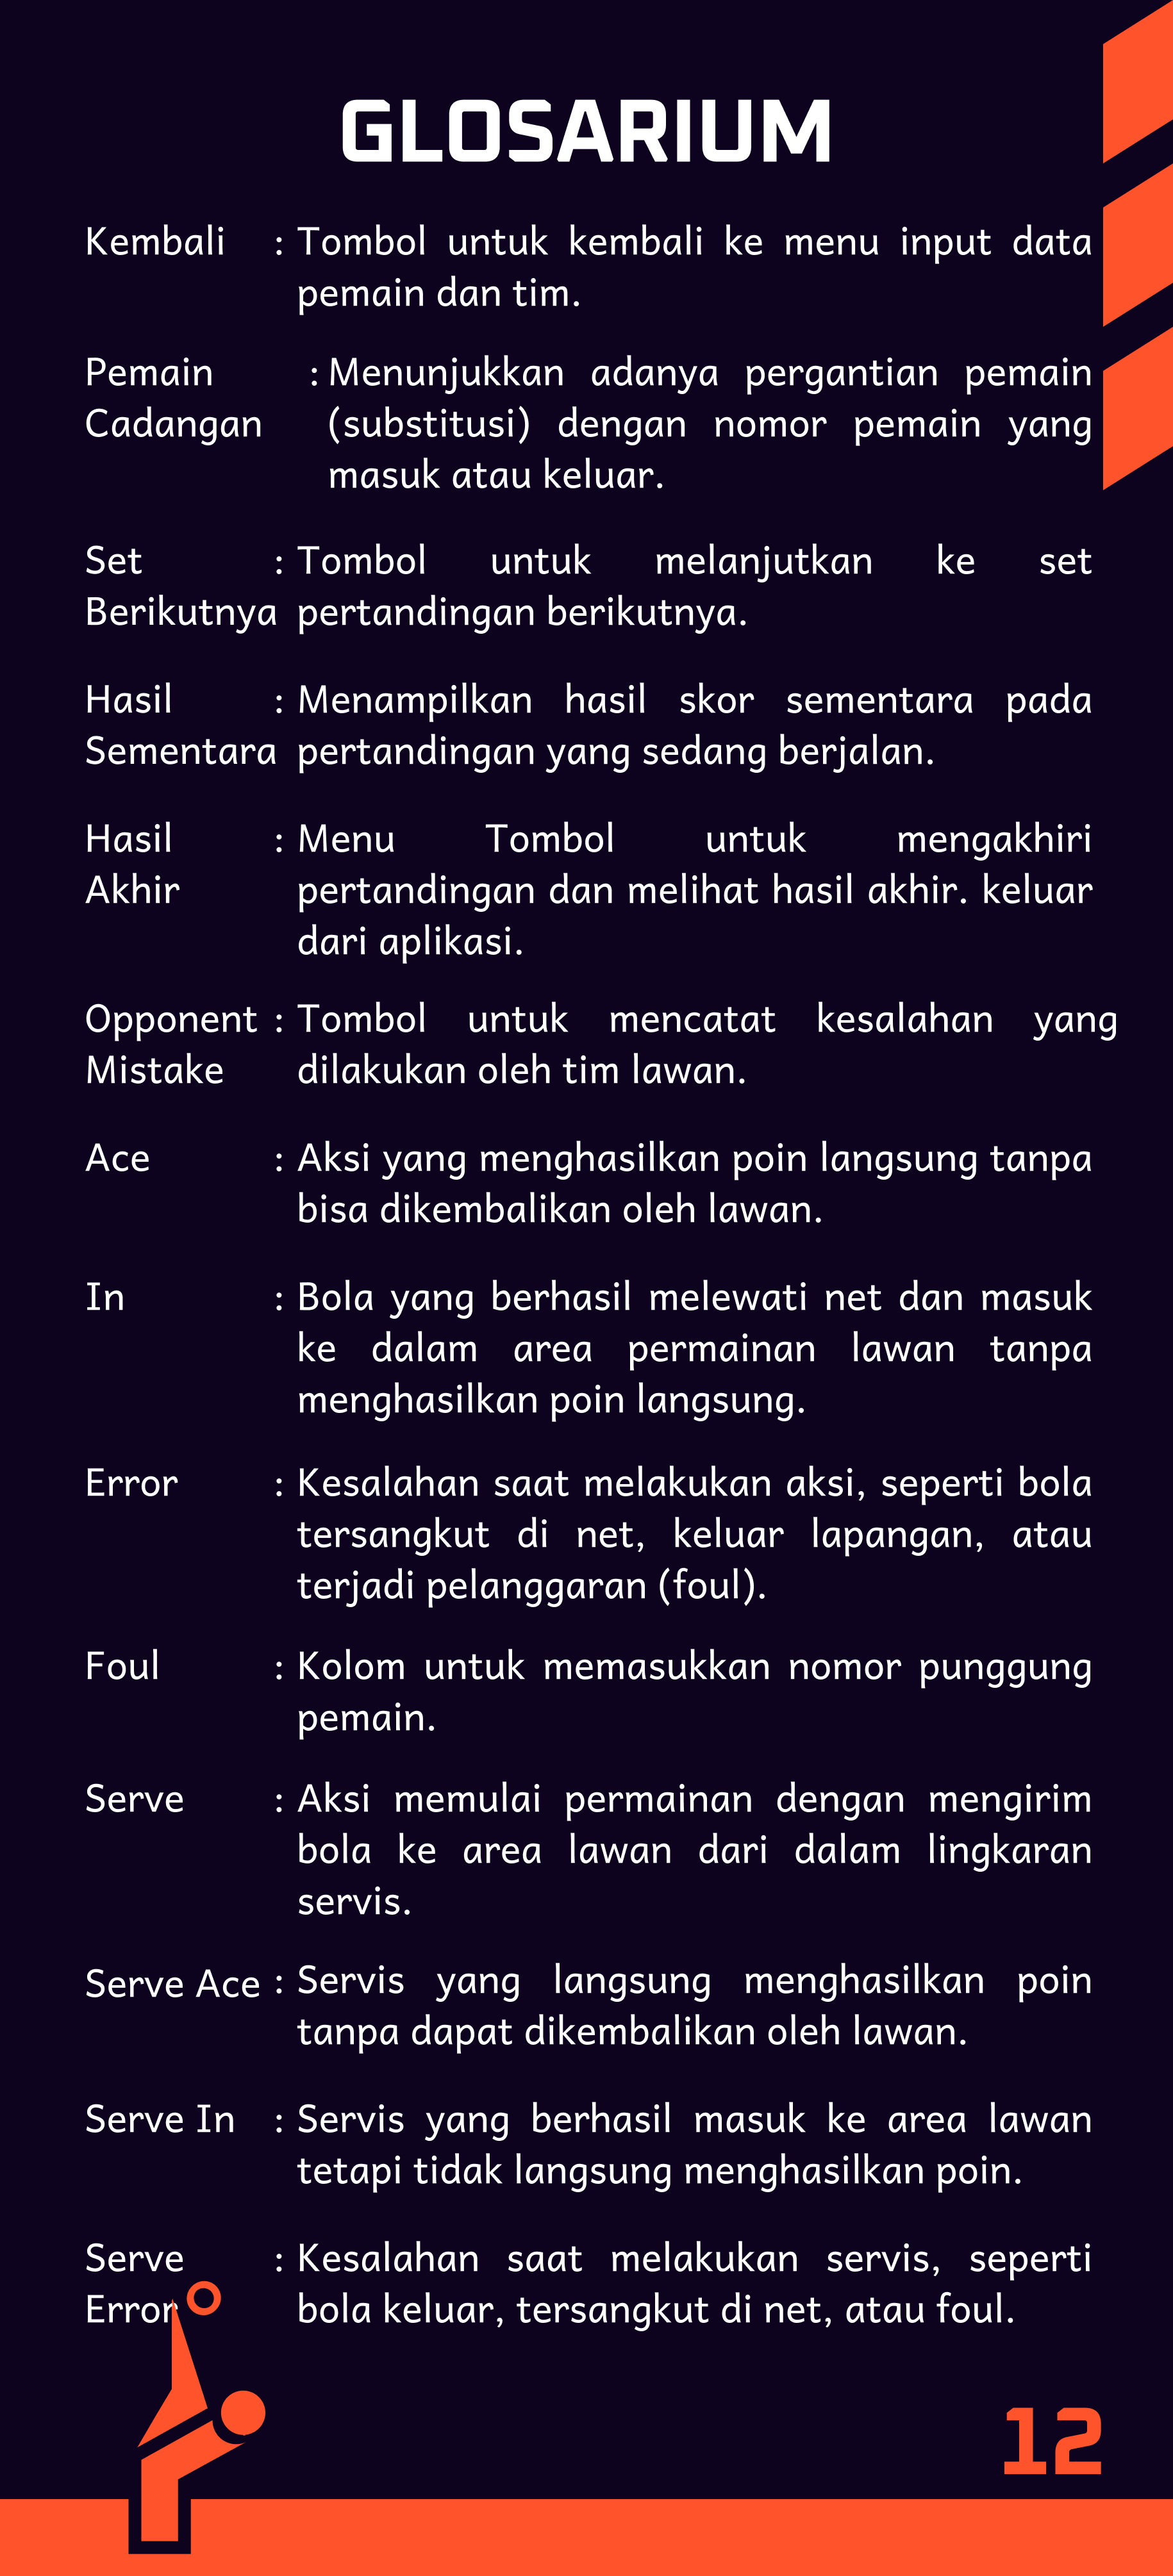 GLOSARIUM
Kembali : Tombol untuk kembali ke menu input data
pemain dan tim.
Pemain : Menunjukkan adanya pergantian pemain
Cadangan (substitusi) dengan nomor pemain yang
masuk atau keluar.
Set : Tombol untuk melanjutkan ke set
Berikutnya pertandingan berikutnya.
Hasil : Menampilkan hasil skor sementara pada
Sementara pertandingan yang sedang berjalan.
Hasil : Menu Tombol untuk mengakhiri
Akhir pertandingan dan melihat hasil akhir. keluar
dari aplikasi.
Opponent : Tombol untuk mencatat kesalahan yang
Mistake dilakukan oleh tim lawan.
Ace : Aksi yang menghasilkan poin langsung tanpa
bisa dikembalikan oleh lawan.
In : Bola yang berhasil melewati net dan masuk
ke dalam area permainan lawan tanpa
menghasilkan poin langsung.
Error : Kesalahan saat melakukan aksi, seperti bola
tersangkut di net, keluar lapangan, atau
terjadi pelanggaran (foul).
Foul : Kolom untuk memasukkan nomor punggung
pemain.
Serve : Aksi memulai permainan dengan mengirim
bola ke area lawan dari dalam lingkaran
servis.
Serve Ace : Servis yang langsung menghasilkan poin
tanpa dapat dikembalikan oleh lawan.
Serve In : Servis yang berhasil masuk ke area lawan
tetapi tidak langsung menghasilkan poin.
Serve : Kesalahan saat melakukan servis, seperti
Error bola keluar, tersangkut di net, atau foul.
12